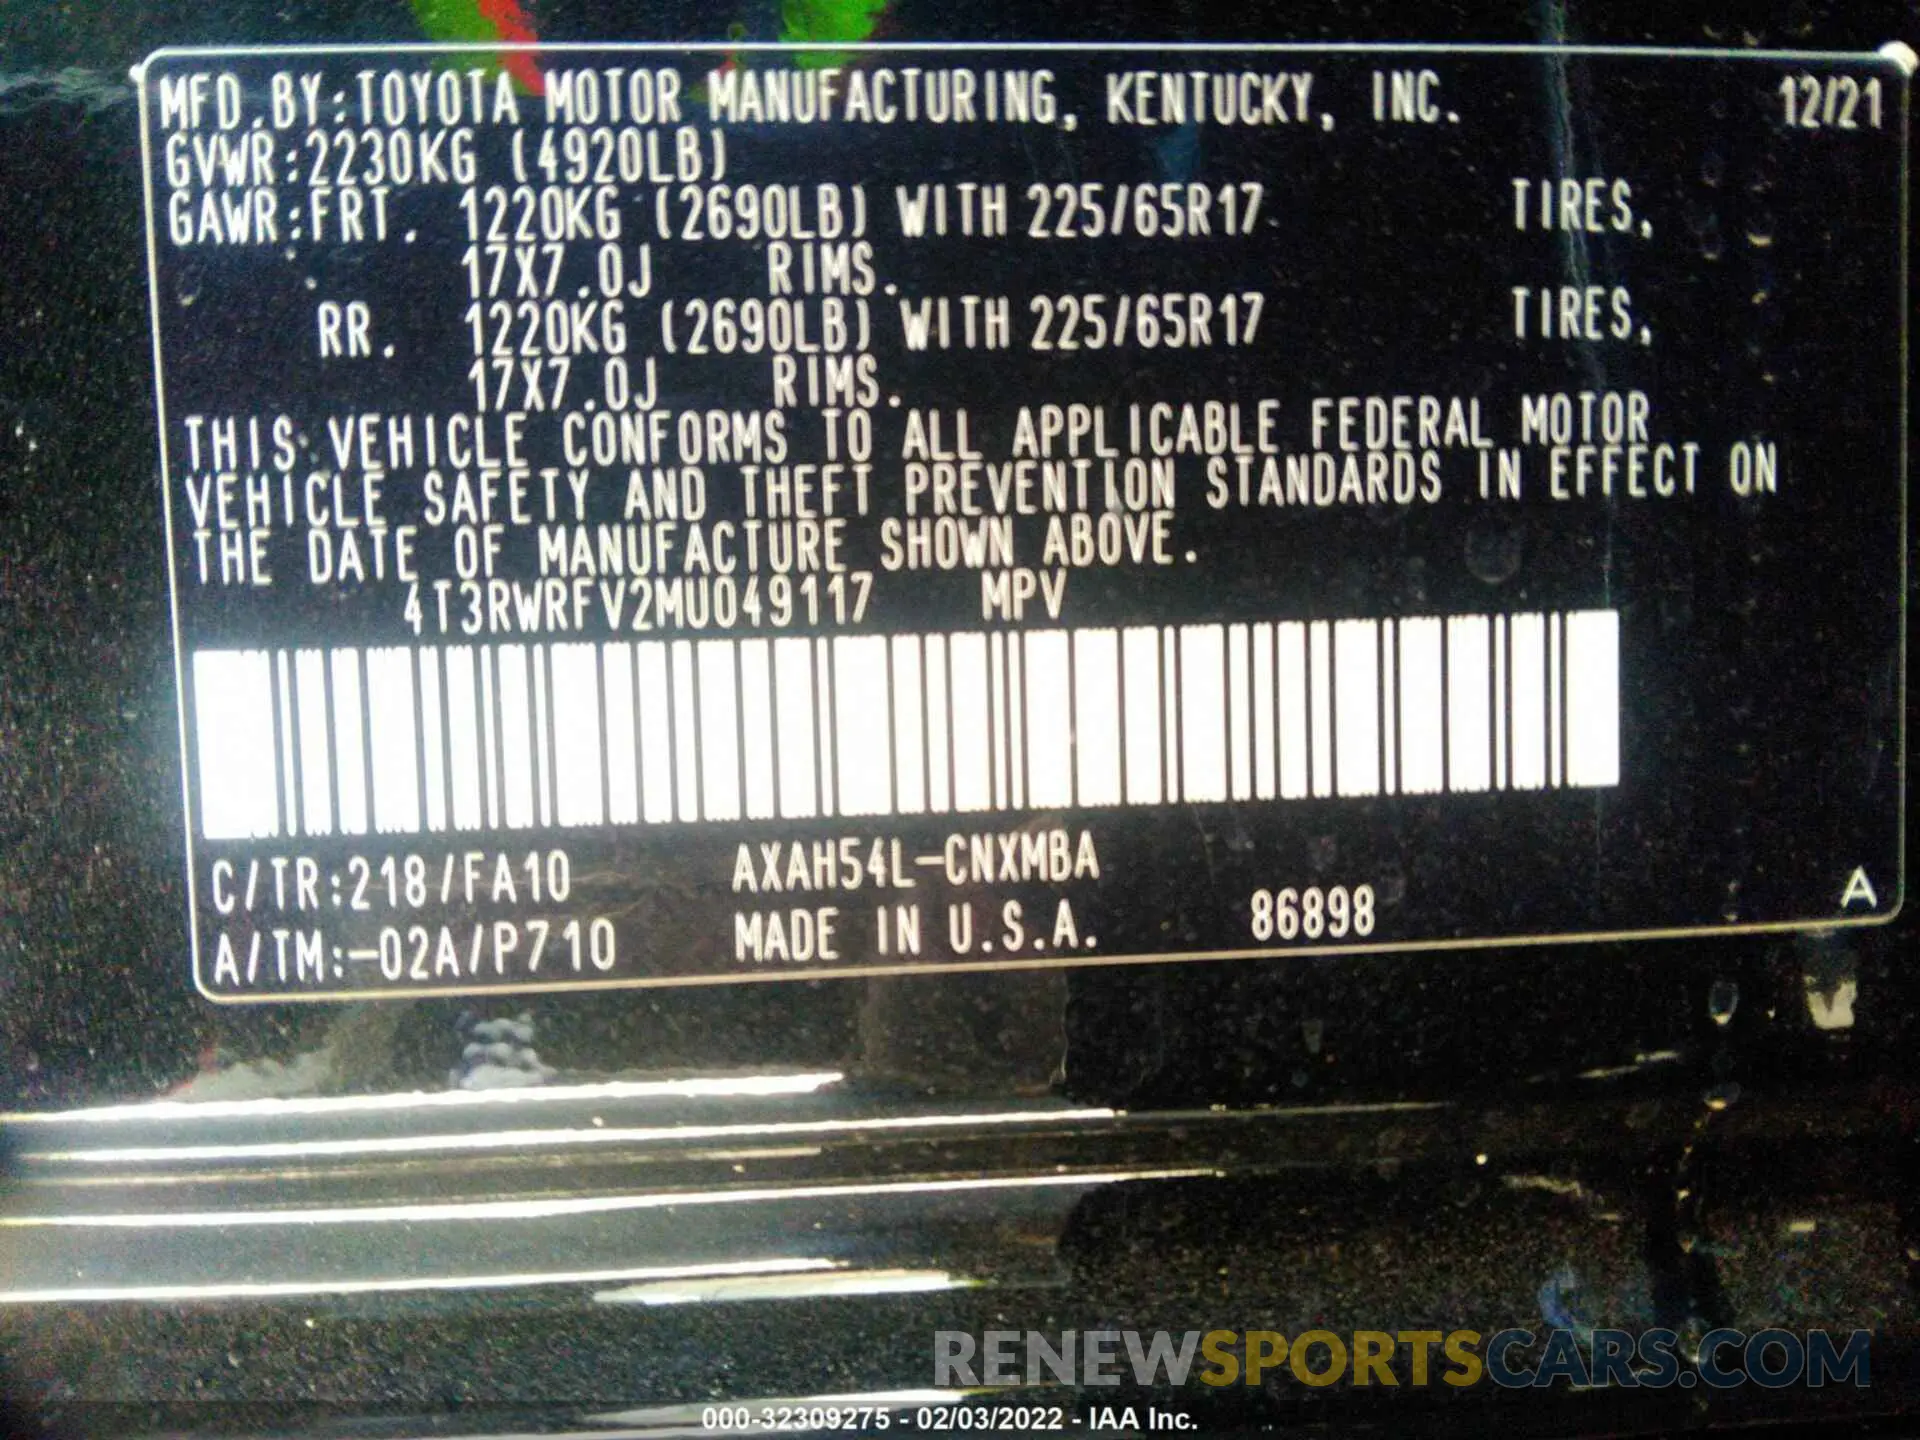 MFD.BY:TOYOTA MOTOR MANUFACTURING, KENTUCKY, INC. 12/21
GVWR:2230KG (4920LB)
GAWR:FRT. 1220KG (2690LB) WITH 225/65R17 TIRES,
17X7.0J RIMS.
RR. 1220KG (2690LB) WITH 225/65R17 TIRES,
17X7.0J RIMS.
THIS VEHICLE CONFORMS TO ALL APPLICABLE FEDERAL MOTOR
VEHICLE SAFETY AND THEFT PREVENTION STANDARDS IN EFFECT ON
THE DATE OF MANUFACTURE SHOWN ABOVE.
4T3RWRFV2MU049117 MPV
C/TR:218/FA10 AXAH54L-CNXMBA
A/TM:-02A/P710 MADE IN U.S.A. 86898 A
RENEWSPORTSCARS.COM
000-32309275 - 02/03/2022 - IAA Inc.